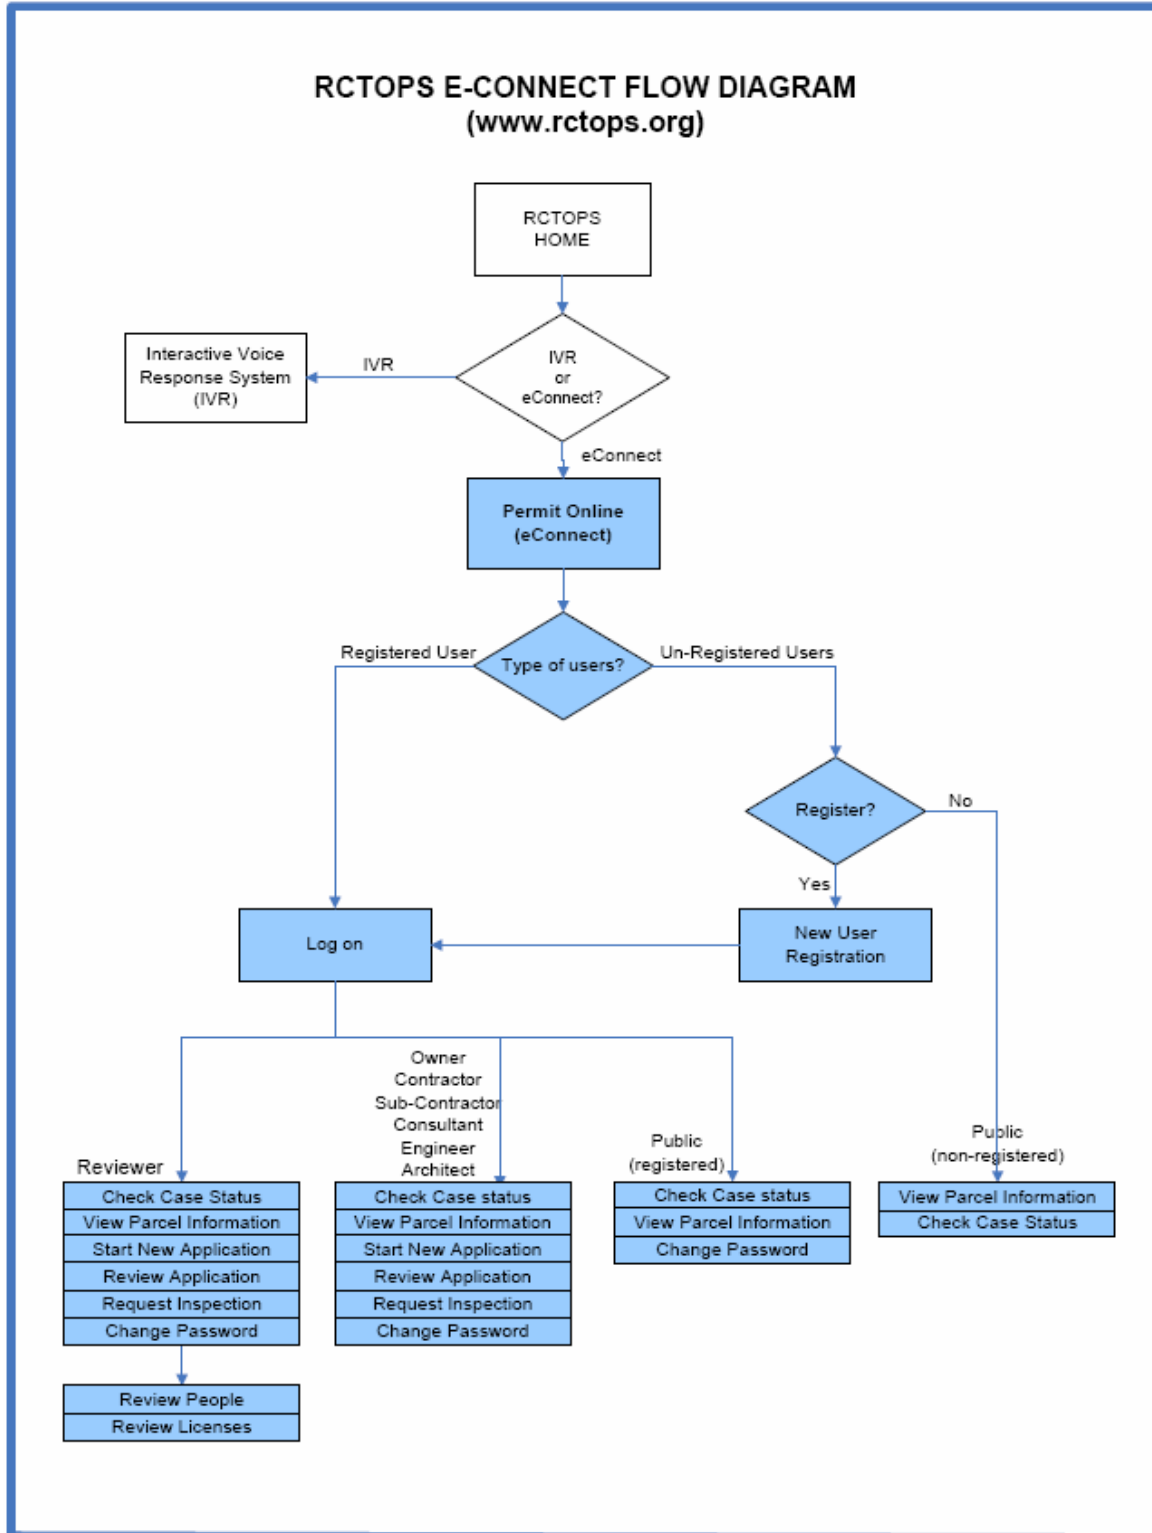 RCTOPS E-CONNECT FLOW DIAGRAM
(www.rctops.org)
RCTOPS
HOME
IVR
or
eConnect?
IVR
Interactive Voice
Response System
(IVR)
eConnect
Permit Online
(eConnect)
Type of users?
Registered User
Un-Registered Users
Register?
No
Yes
Log on
New User
Registration
Reviewer
Check Case Status
View Parcel Information
Start New Application
Review Application
Request Inspection
Change Password
Review People
Review Licenses
Owner
Contractor
Sub-Contractor
Consultant
Engineer
Architect
Check Case status
View Parcel Information
Start New Application
Review Application
Request Inspection
Change Password
Public
(registered)
Check Case status
View Parcel Information
Change Password
Public
(non-registered)
View Parcel Information
Check Case Status